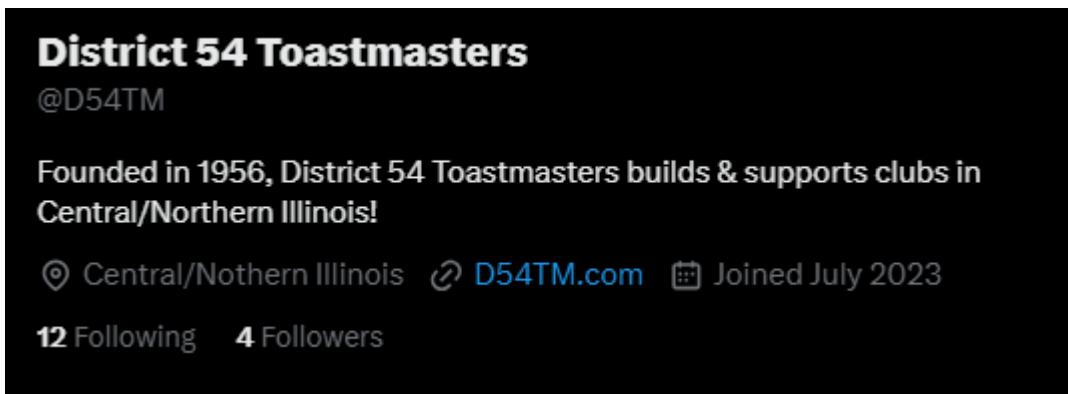 District 54 Toastmasters
@D54TM
Founded in 1956, District 54 Toastmasters builds & supports clubs in
Central/Northern Illinois!
Central/Nothern Illinois D54TM.com Joined July 2023
12 Following 4 Followers